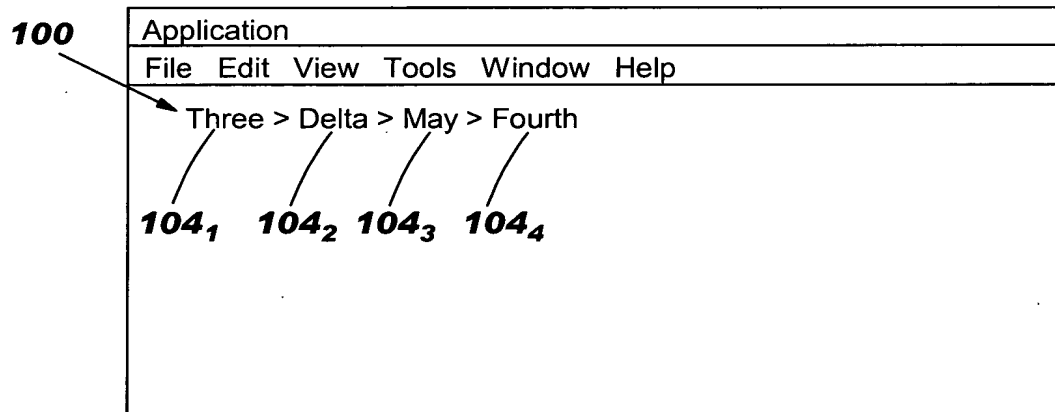 100
Application
File Edit View Tools Window Help
Three > Delta > May > Fourth
104₁ 104₂ 104₃ 104₄